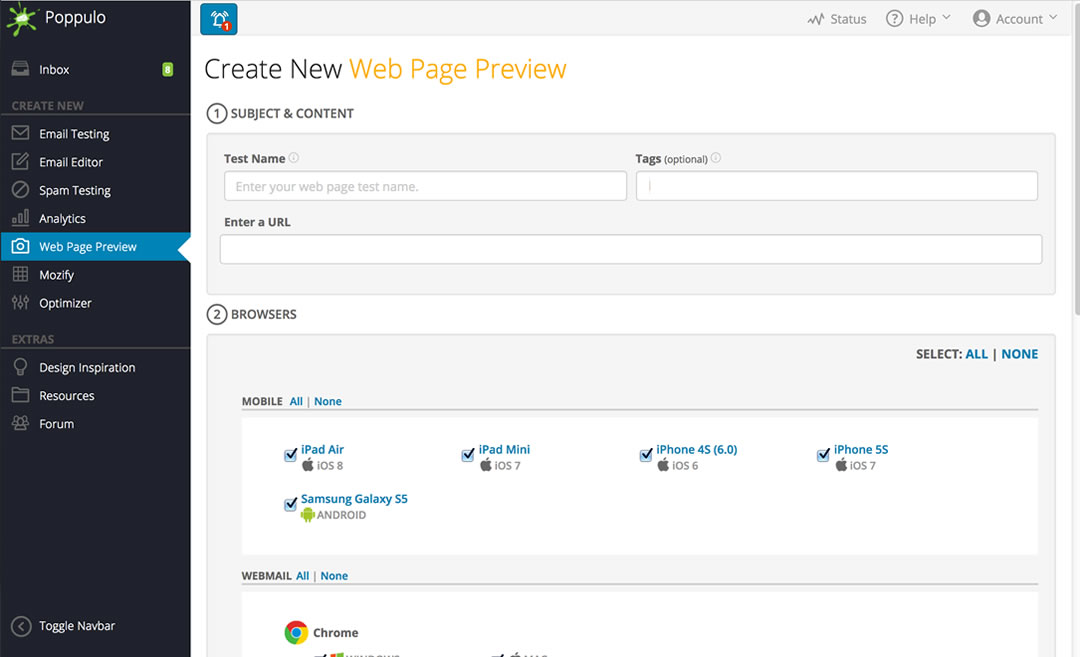 Poppulo
1
Status
Help
Account
Inbox
8
CREATE NEW
Email Testing
Email Editor
Spam Testing
Analytics
Web Page Preview
Mozify
Optimizer
EXTRAS
Design Inspiration
Resources
Forum
Toggle Navbar
Create New Web Page Preview
1 SUBJECT & CONTENT
Test Name
Tags (optional)
Enter your web page test name.
Enter a URL
2 BROWSERS
SELECT: ALL | NONE
MOBILE All | None
iPad Air
iOS 8
iPad Mini
iOS 7
iPhone 4S (6.0)
iOS 6
iPhone 5S
iOS 7
Samsung Galaxy S5
ANDROID
WEBMAIL All | None
Chrome
WINDOWS
MAC